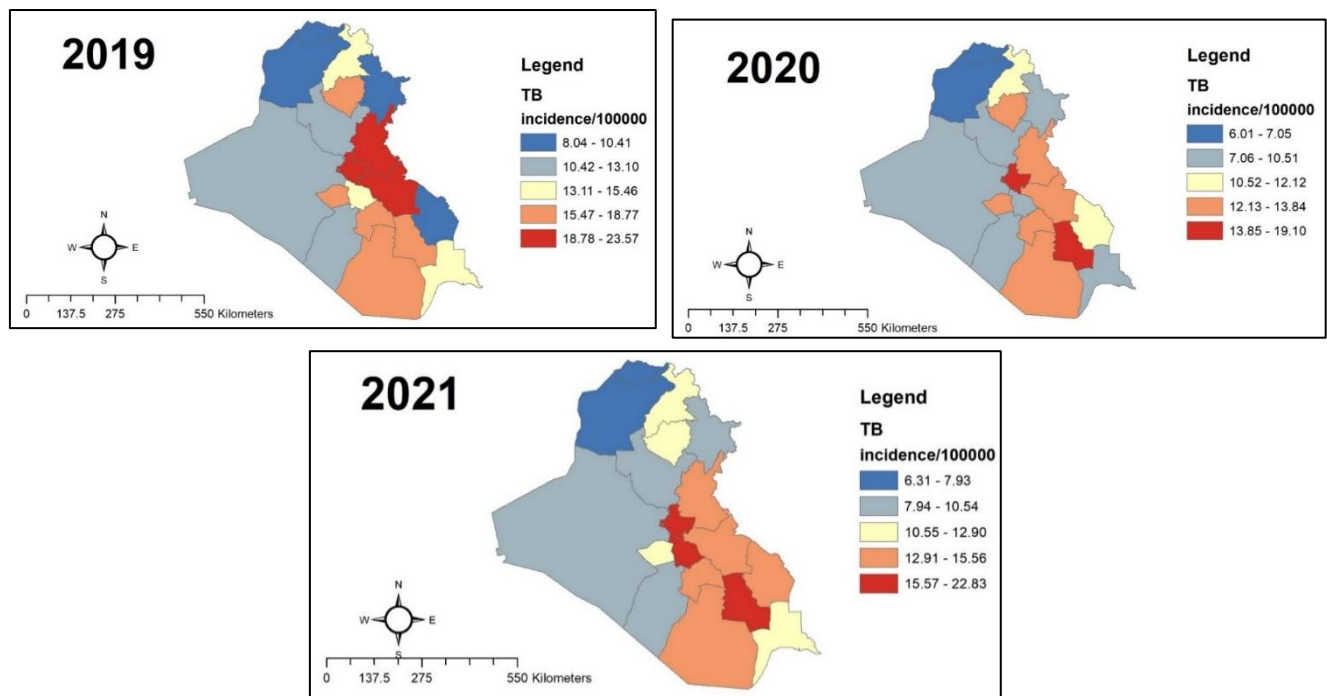 2019
Legend
TB
incidence/100000
8.04 - 10.41
10.42 - 13.10
13.11 - 15.46
15.47 - 18.77
18.78 - 23.57
N
W E
S
0 137.5 275 550 Kilometers
2020
Legend
TB
incidence/100000
6.01 - 7.05
7.06 - 10.51
10.52 - 12.12
12.13 - 13.84
13.85 - 19.10
N
W E
S
0 137.5 275 550 Kilometers
2021
Legend
TB
incidence/100000
6.31 - 7.93
7.94 - 10.54
10.55 - 12.90
12.91 - 15.56
15.57 - 22.83
N
W E
S
0 137.5 275 550 Kilometers